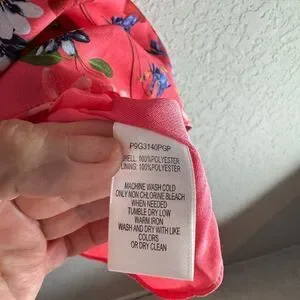 P9G3140PGP
SHELL: 100%POLYESTER
LINING: 100%POLYESTER
MACHINE WASH COLD
ONLY NON CHLORINE BLEACH
WHEN NEEDED
TUMBLE DRY LOW
WARM IRON
WASH AND DRY WITH LIKE
COLORS
OR DRY CLEAN